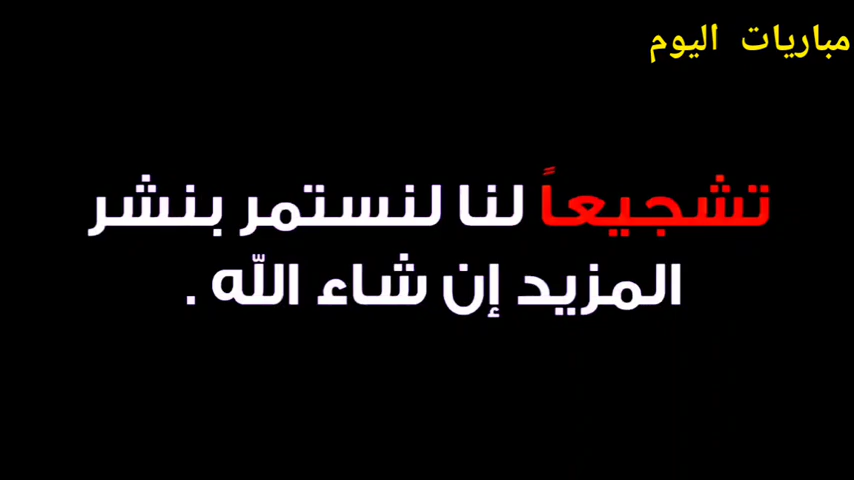 مباريات اليوم
تشجيعاً لنا لنستمر بنشر
المزيد إن شاء الله .